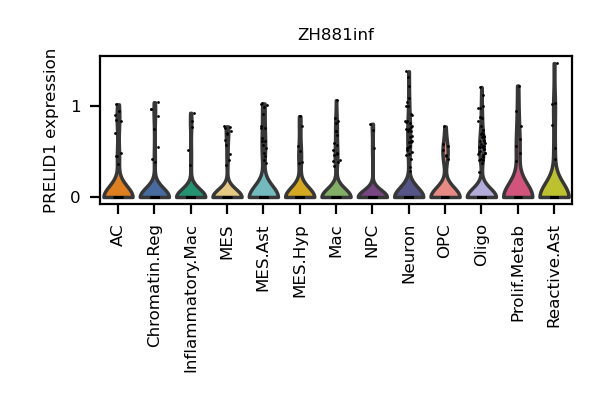 ZH881inf
PRELID1 expression
1
0
AC
Chromatin.Reg
Inflammatory.Mac
MES
MES.Ast
MES.Hyp
Mac
NPC
Neuron
OPC
Oligo
Prolif.Metab
Reactive.Ast